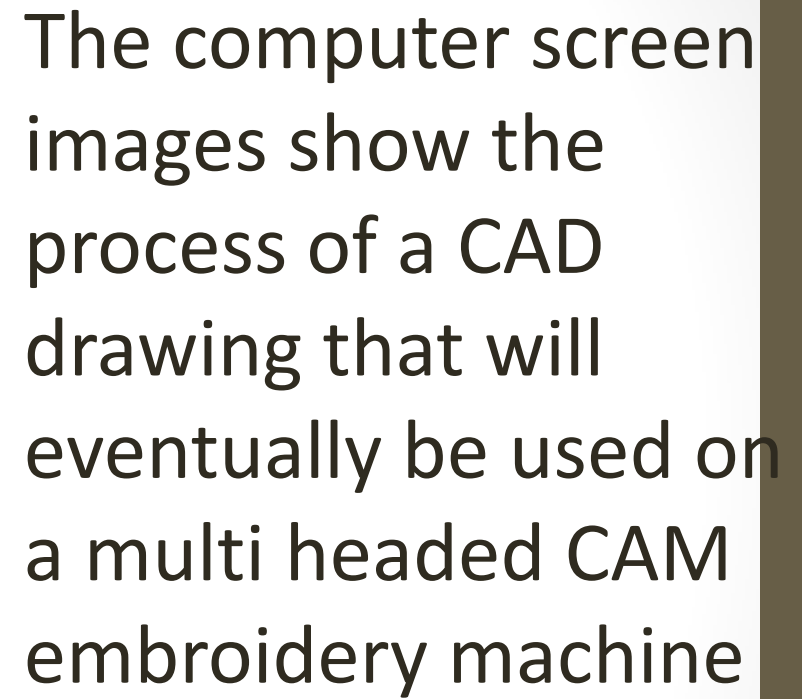 The computer screen
images show the
process of a CAD
drawing that will
eventually be used on
a multi headed CAM
embroidery machine